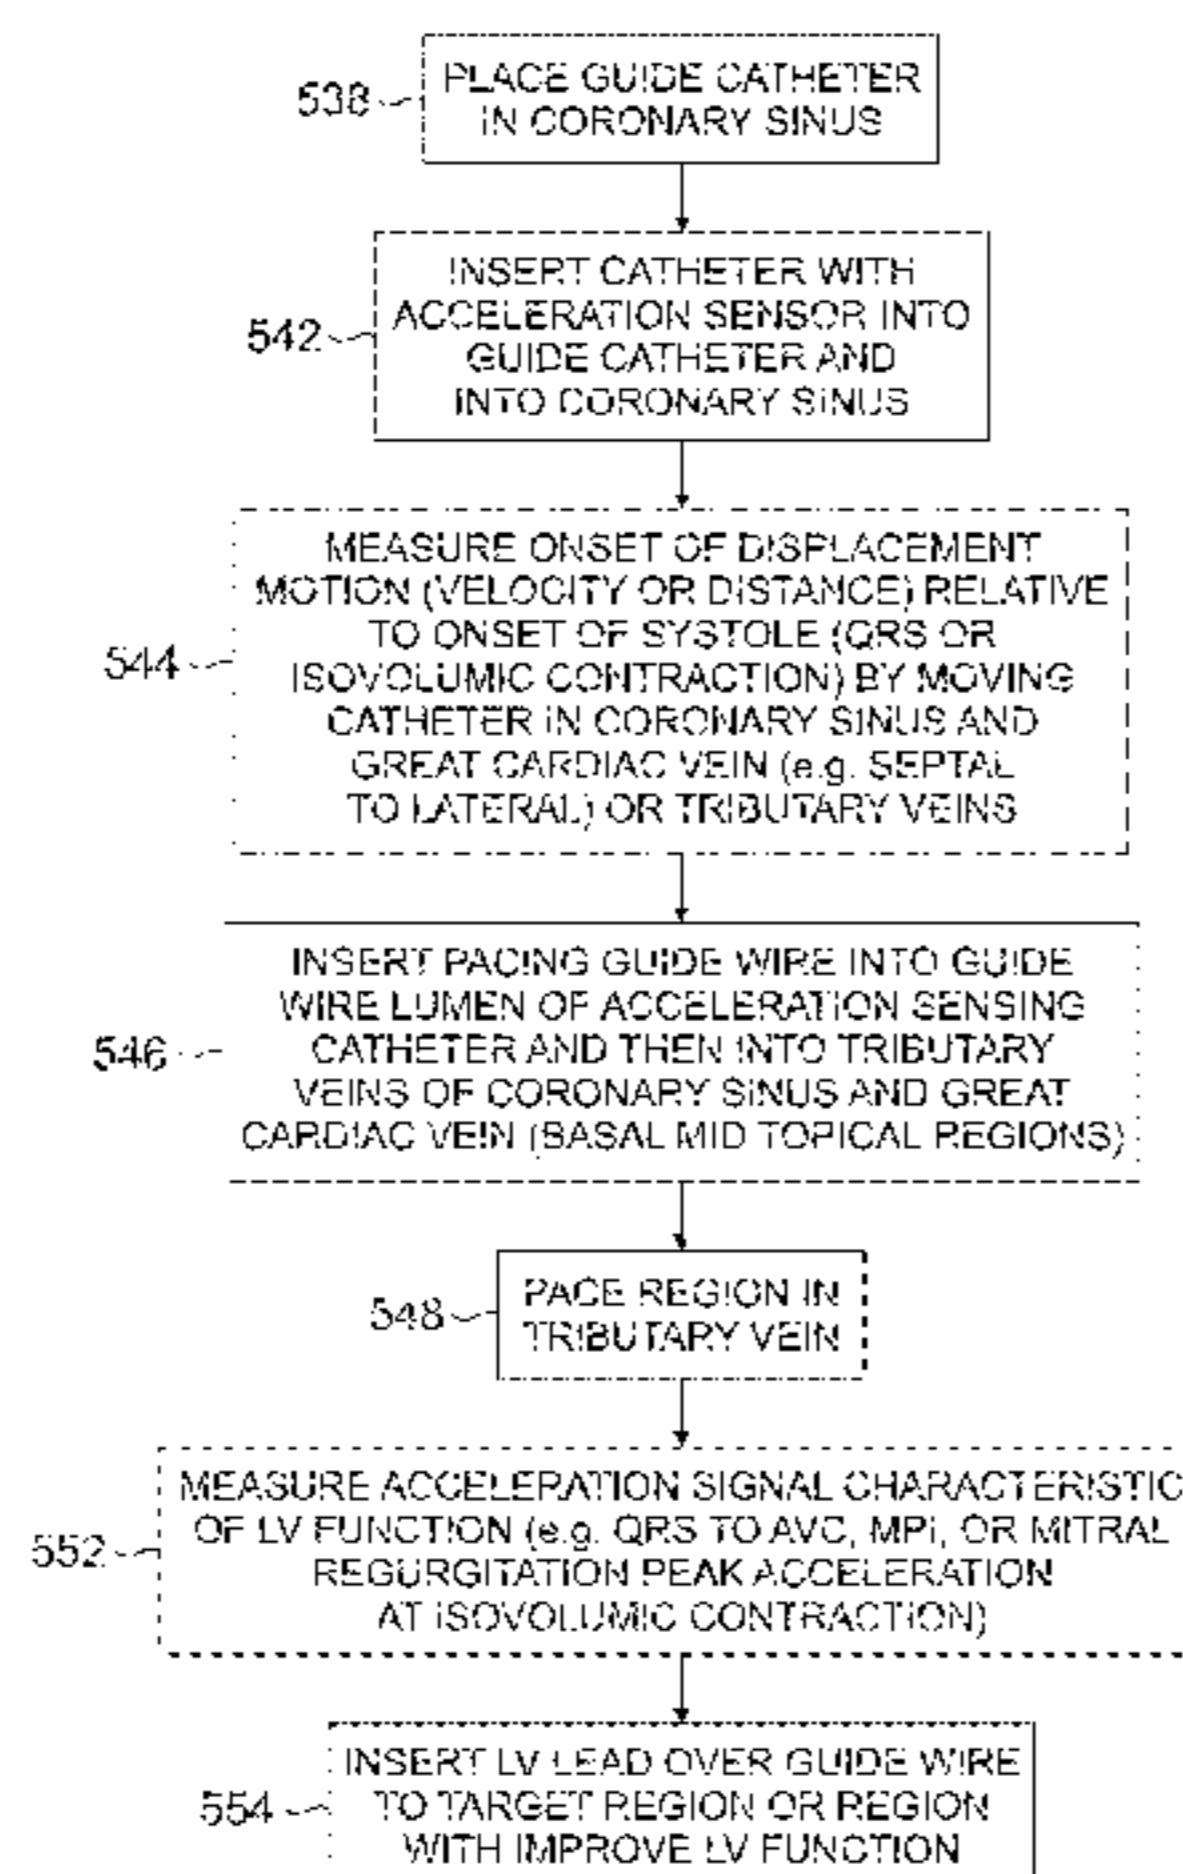 538
PLACE GUIDE CATHETER
IN CORONARY SINUS
542
INSERT CATHETER WITH
ACCELERATION SENSOR INTO
GUIDE CATHETER AND
INTO CORONARY SINUS
544
MEASURE ONSET OF DISPLACEMENT
MOTION (VELOCITY OR DISTANCE) RELATIVE
TO ONSET OF SYSTOLE (QRS OR
ISOVOLUMIC CONTRACTION) BY MOVING
CATHETER IN CORONARY SINUS AND
GREAT CARDIAC VEIN (e.g. SEPTAL
TO LATERAL) OR TRIBUTARY VEINS
546
INSERT PACING GUIDE WIRE INTO GUIDE
WIRE LUMEN OF ACCELERATION SENSING
CATHETER AND THEN INTO TRIBUTARY
VEINS OF CORONARY SINUS AND GREAT
CARDIAC VEIN (BASAL MID TOPICAL REGIONS)
548
PACE REGION IN
TRIBUTARY VEIN
552
MEASURE ACCELERATION SIGNAL CHARACTERISTIC
OF LV FUNCTION (e.g. QRS TO AVC, MPI, OR MITRAL
REGURGITATION PEAK ACCELERATION
AT ISOVOLUMIC CONTRACTION)
554
INSERT LV LEAD OVER GUIDE WIRE
TO TARGET REGION OR REGION
WITH IMPROVE LV FUNCTION